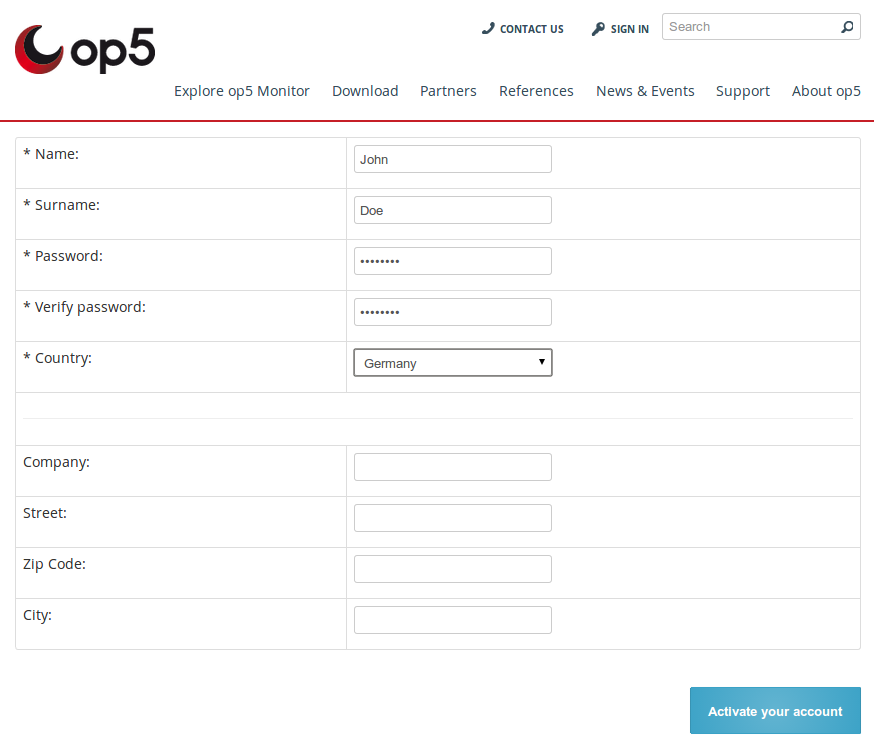 op5
CONTACT US
SIGN IN
Search
Explore op5 Monitor
Download
Partners
References
News & Events
Support
About op5
* Name:
John
* Surname:
Doe
* Password:
••••••••
* Verify password:
••••••••
* Country:
Germany
Company:
Street:
Zip Code:
City:
Activate your account